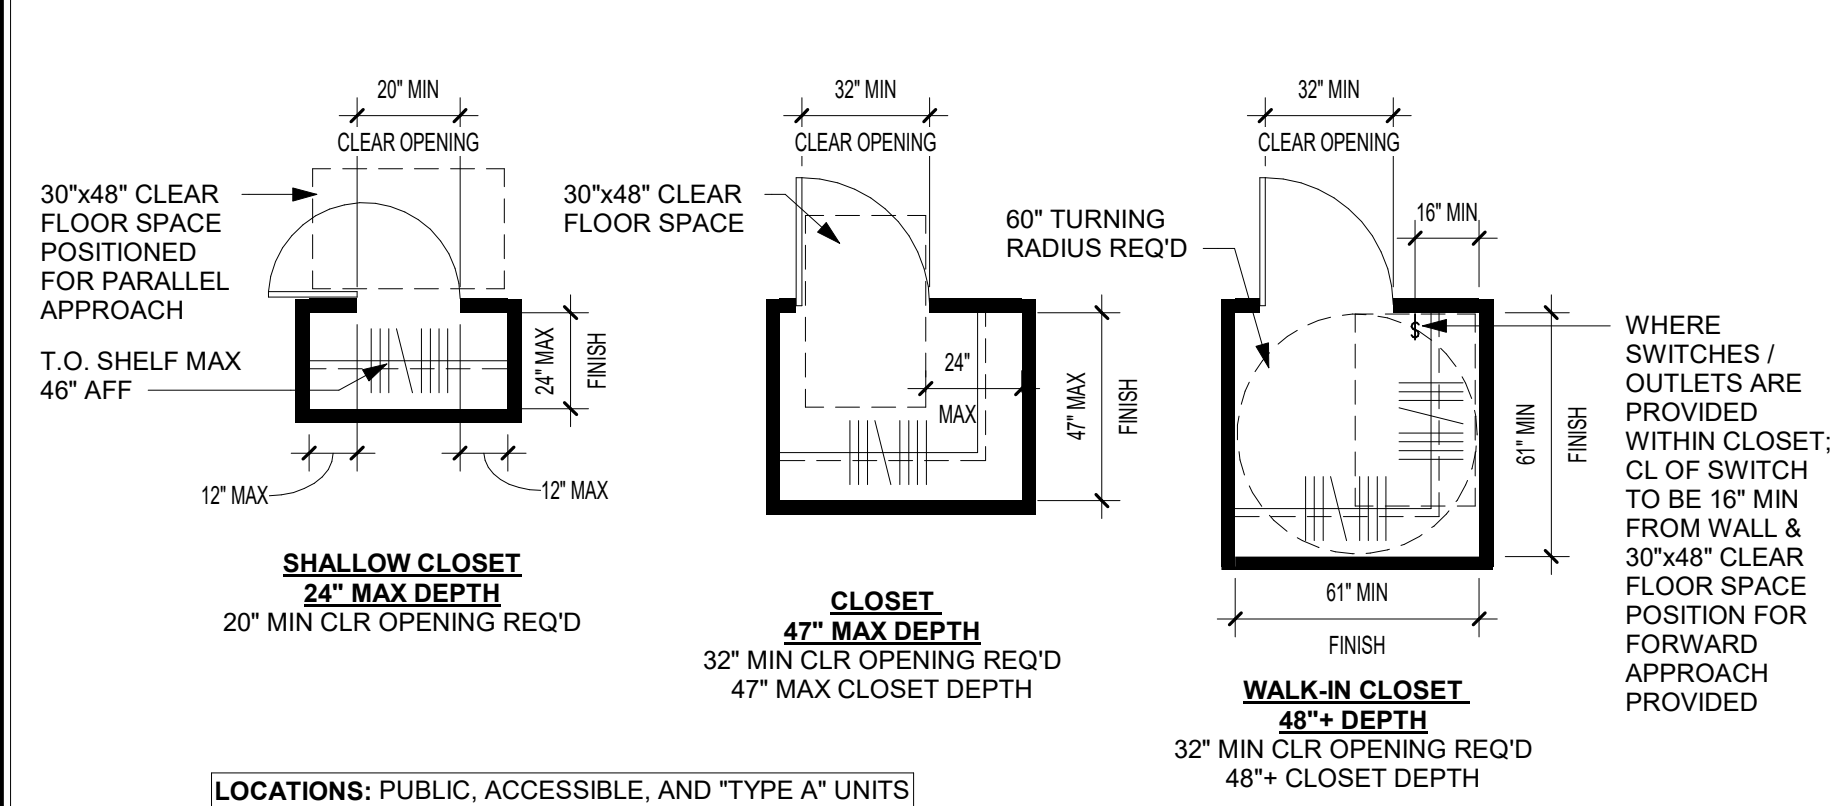 20" MIN
CLEAR OPENING
30"x48" CLEAR
FLOOR SPACE
POSITIONED
FOR PARALLEL
APPROACH
T.O. SHELF MAX
46" AFF
24" MAX
FINISH
12" MAX
12" MAX
SHALLOW CLOSET
24" MAX DEPTH
20" MIN CLR OPENING REQ'D
32" MIN
CLEAR OPENING
30"x48" CLEAR
FLOOR SPACE
24"
MAX
47" MAX
FINISH
CLOSET
47" MAX DEPTH
32" MIN CLR OPENING REQ'D
47" MAX CLOSET DEPTH
32" MIN
CLEAR OPENING
16" MIN
60" TURNING
RADIUS REQ'D
$
61" MIN
FINISH
61" MIN
FINISH
WHERE
SWITCHES /
OUTLETS ARE
PROVIDED
WITHIN CLOSET;
CL OF SWITCH
TO BE 16" MIN
FROM WALL &
30"x48" CLEAR
FLOOR SPACE
POSITION FOR
FORWARD
APPROACH
PROVIDED
WALK-IN CLOSET
48"+ DEPTH
32" MIN CLR OPENING REQ'D
48"+ CLOSET DEPTH
LOCATIONS: PUBLIC, ACCESSIBLE, AND "TYPE A" UNITS